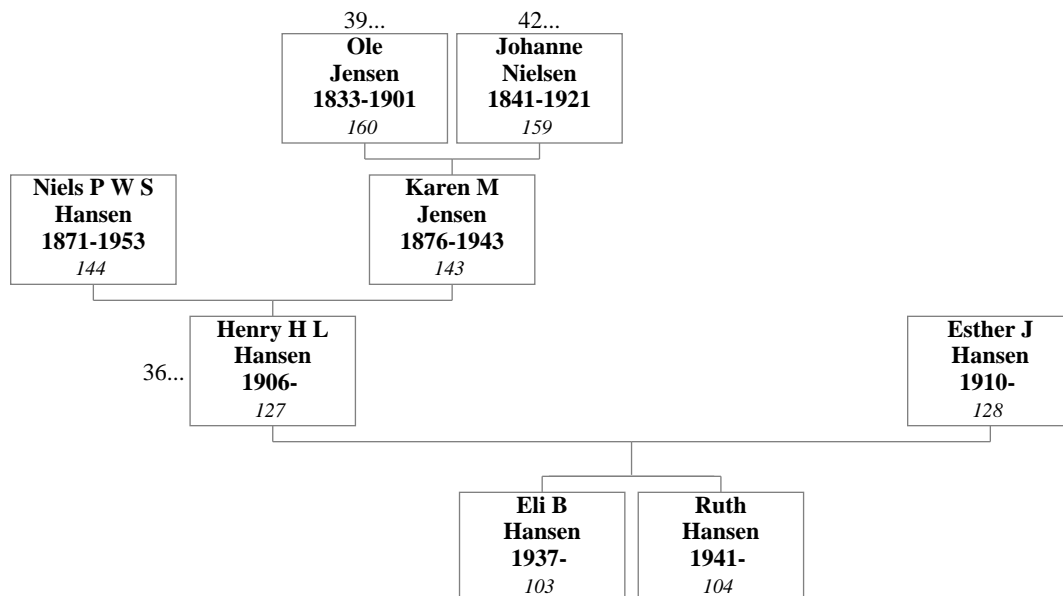 39...
42...
Ole
Jensen
1833-1901
160
Johanne
Nielsen
1841-1921
159
Niels P W S
Hansen
1871-1953
144
Karen M
Jensen
1876-1943
143
36...
Henry H L
Hansen
1906-
127
Esther J
Hansen
1910-
128
Eli B
Hansen
1937-
103
Ruth
Hansen
1941-
104